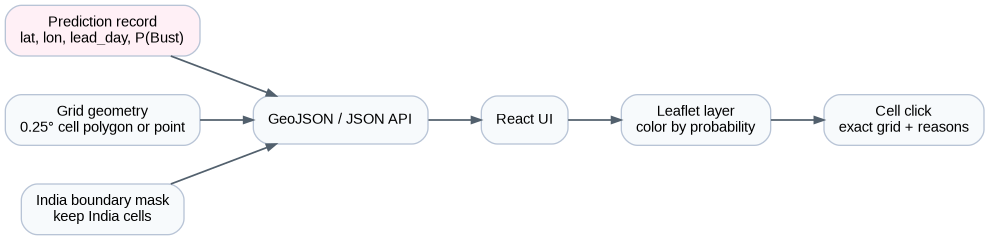 Prediction record
lat, lon, lead_day, P(Bust)
Grid geometry
0.25° cell polygon or point
India boundary mask
keep India cells
GeoJSON / JSON API
React UI
Leaflet layer
color by probability
Cell click
exact grid + reasons